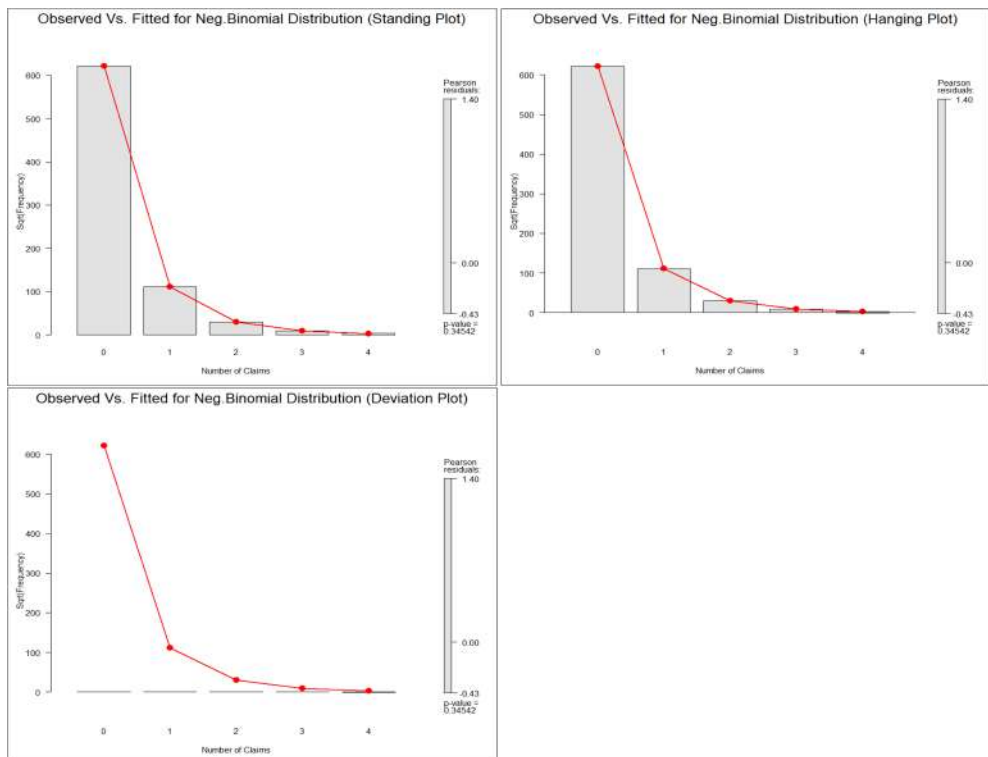 Observed Vs. Fitted for Neg.Binomial Distribution (Standing Plot)
Sqrt(Frequency)
600
500
400
300
200
100
0
0 1 2 3 4
Number of Claims
Pearson
residuals:
1.40
0.00
-0.43
p-value =
0.34542
Observed Vs. Fitted for Neg.Binomial Distribution (Hanging Plot)
Sqrt(Frequency)
600
500
400
300
200
100
0
0 1 2 3 4
Number of Claims
Pearson
residuals:
1.40
0.00
-0.43
p-value =
0.34542
Observed Vs. Fitted for Neg.Binomial Distribution (Deviation Plot)
Sqrt(Frequency)
600
500
400
300
200
100
0
0 1 2 3 4
Number of Claims
Pearson
residuals:
1.40
0.00
-0.43
p-value =
0.34542